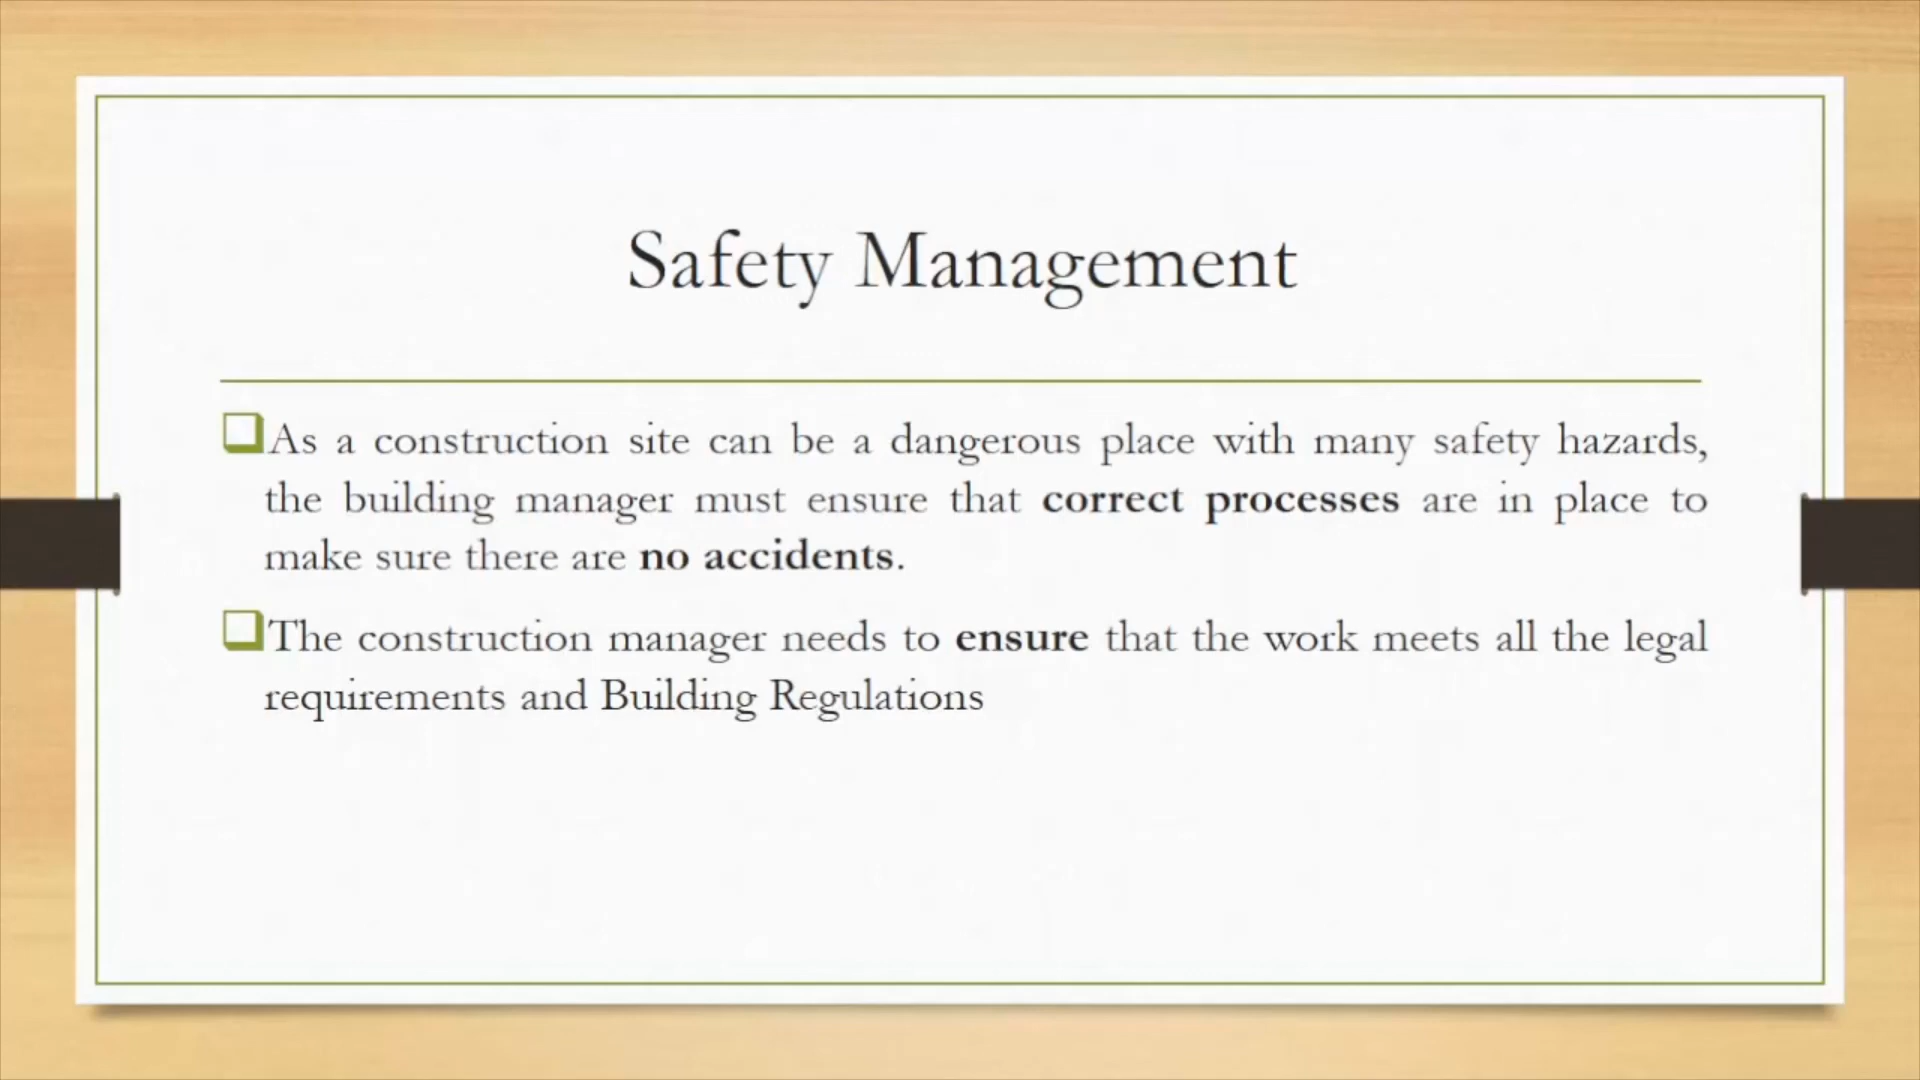 Safety Management
As a construction site can be a dangerous place with many safety hazards,
the building manager must ensure that correct processes are in place to
make sure there are no accidents.
The construction manager needs to ensure that the work meets all the legal
requirements and Building Regulations